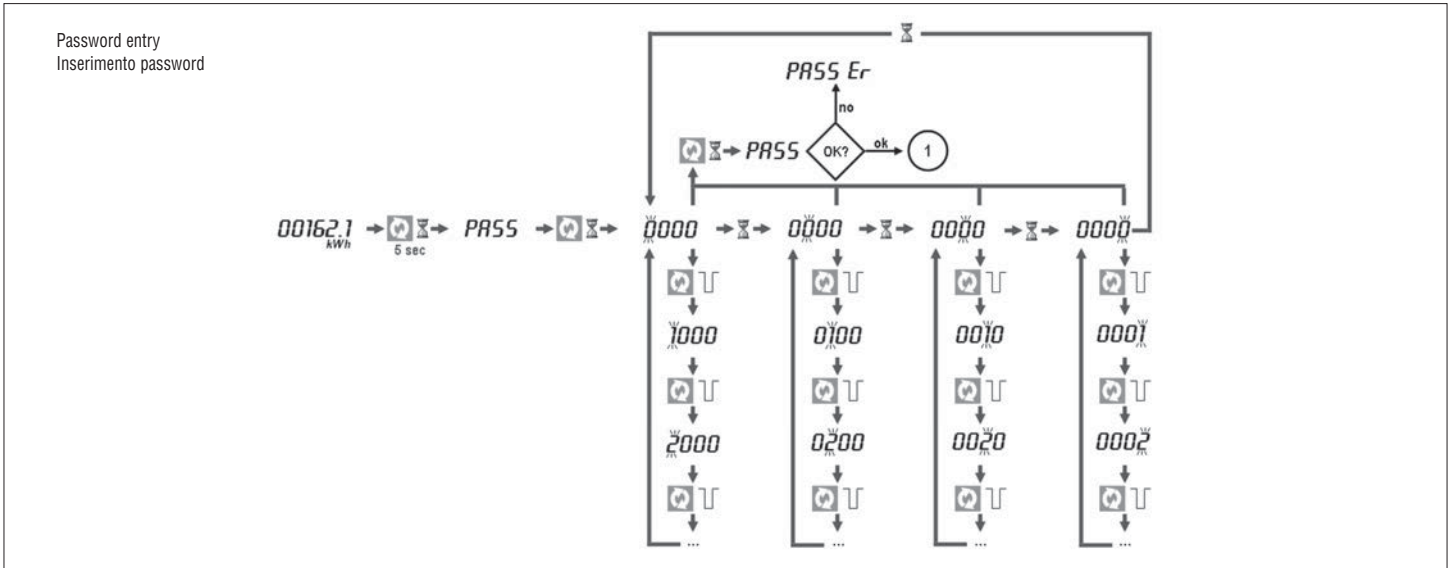 Password entry
Inserimento password
PASS Er
no
PASS OK? ok 1
00162.1 PASS 0000 0000 0000 0000
kWh 5 sec
1000 0100 0010 0001
2000 0200 0020 0002
... ... ... ...